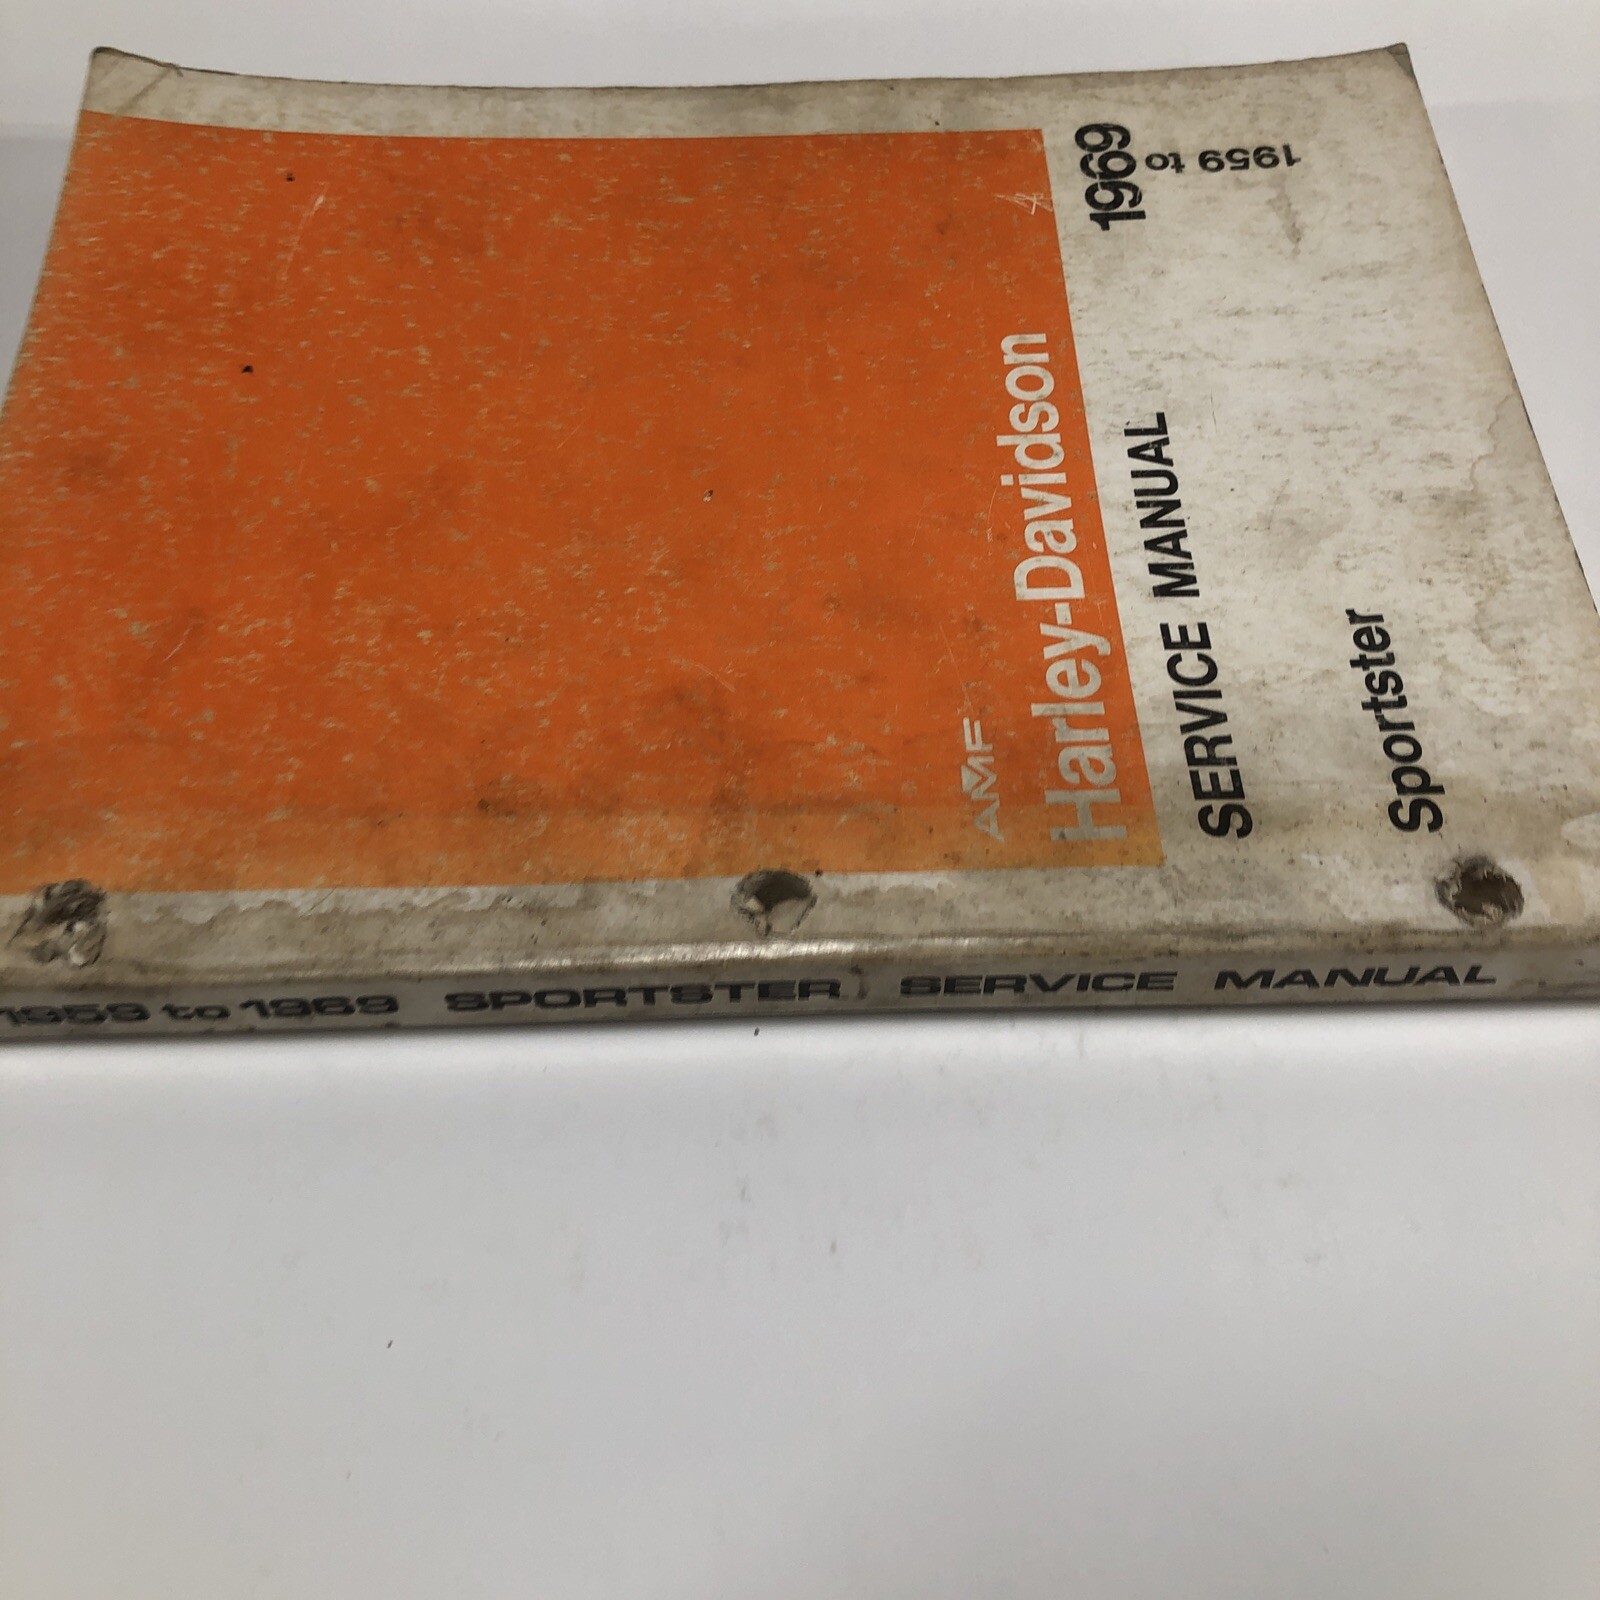 AMF
Harley-Davidson
SERVICE MANUAL
1959 to
1969
Sportster
1959 to 1969 SPORTSTER SERVICE MANUAL